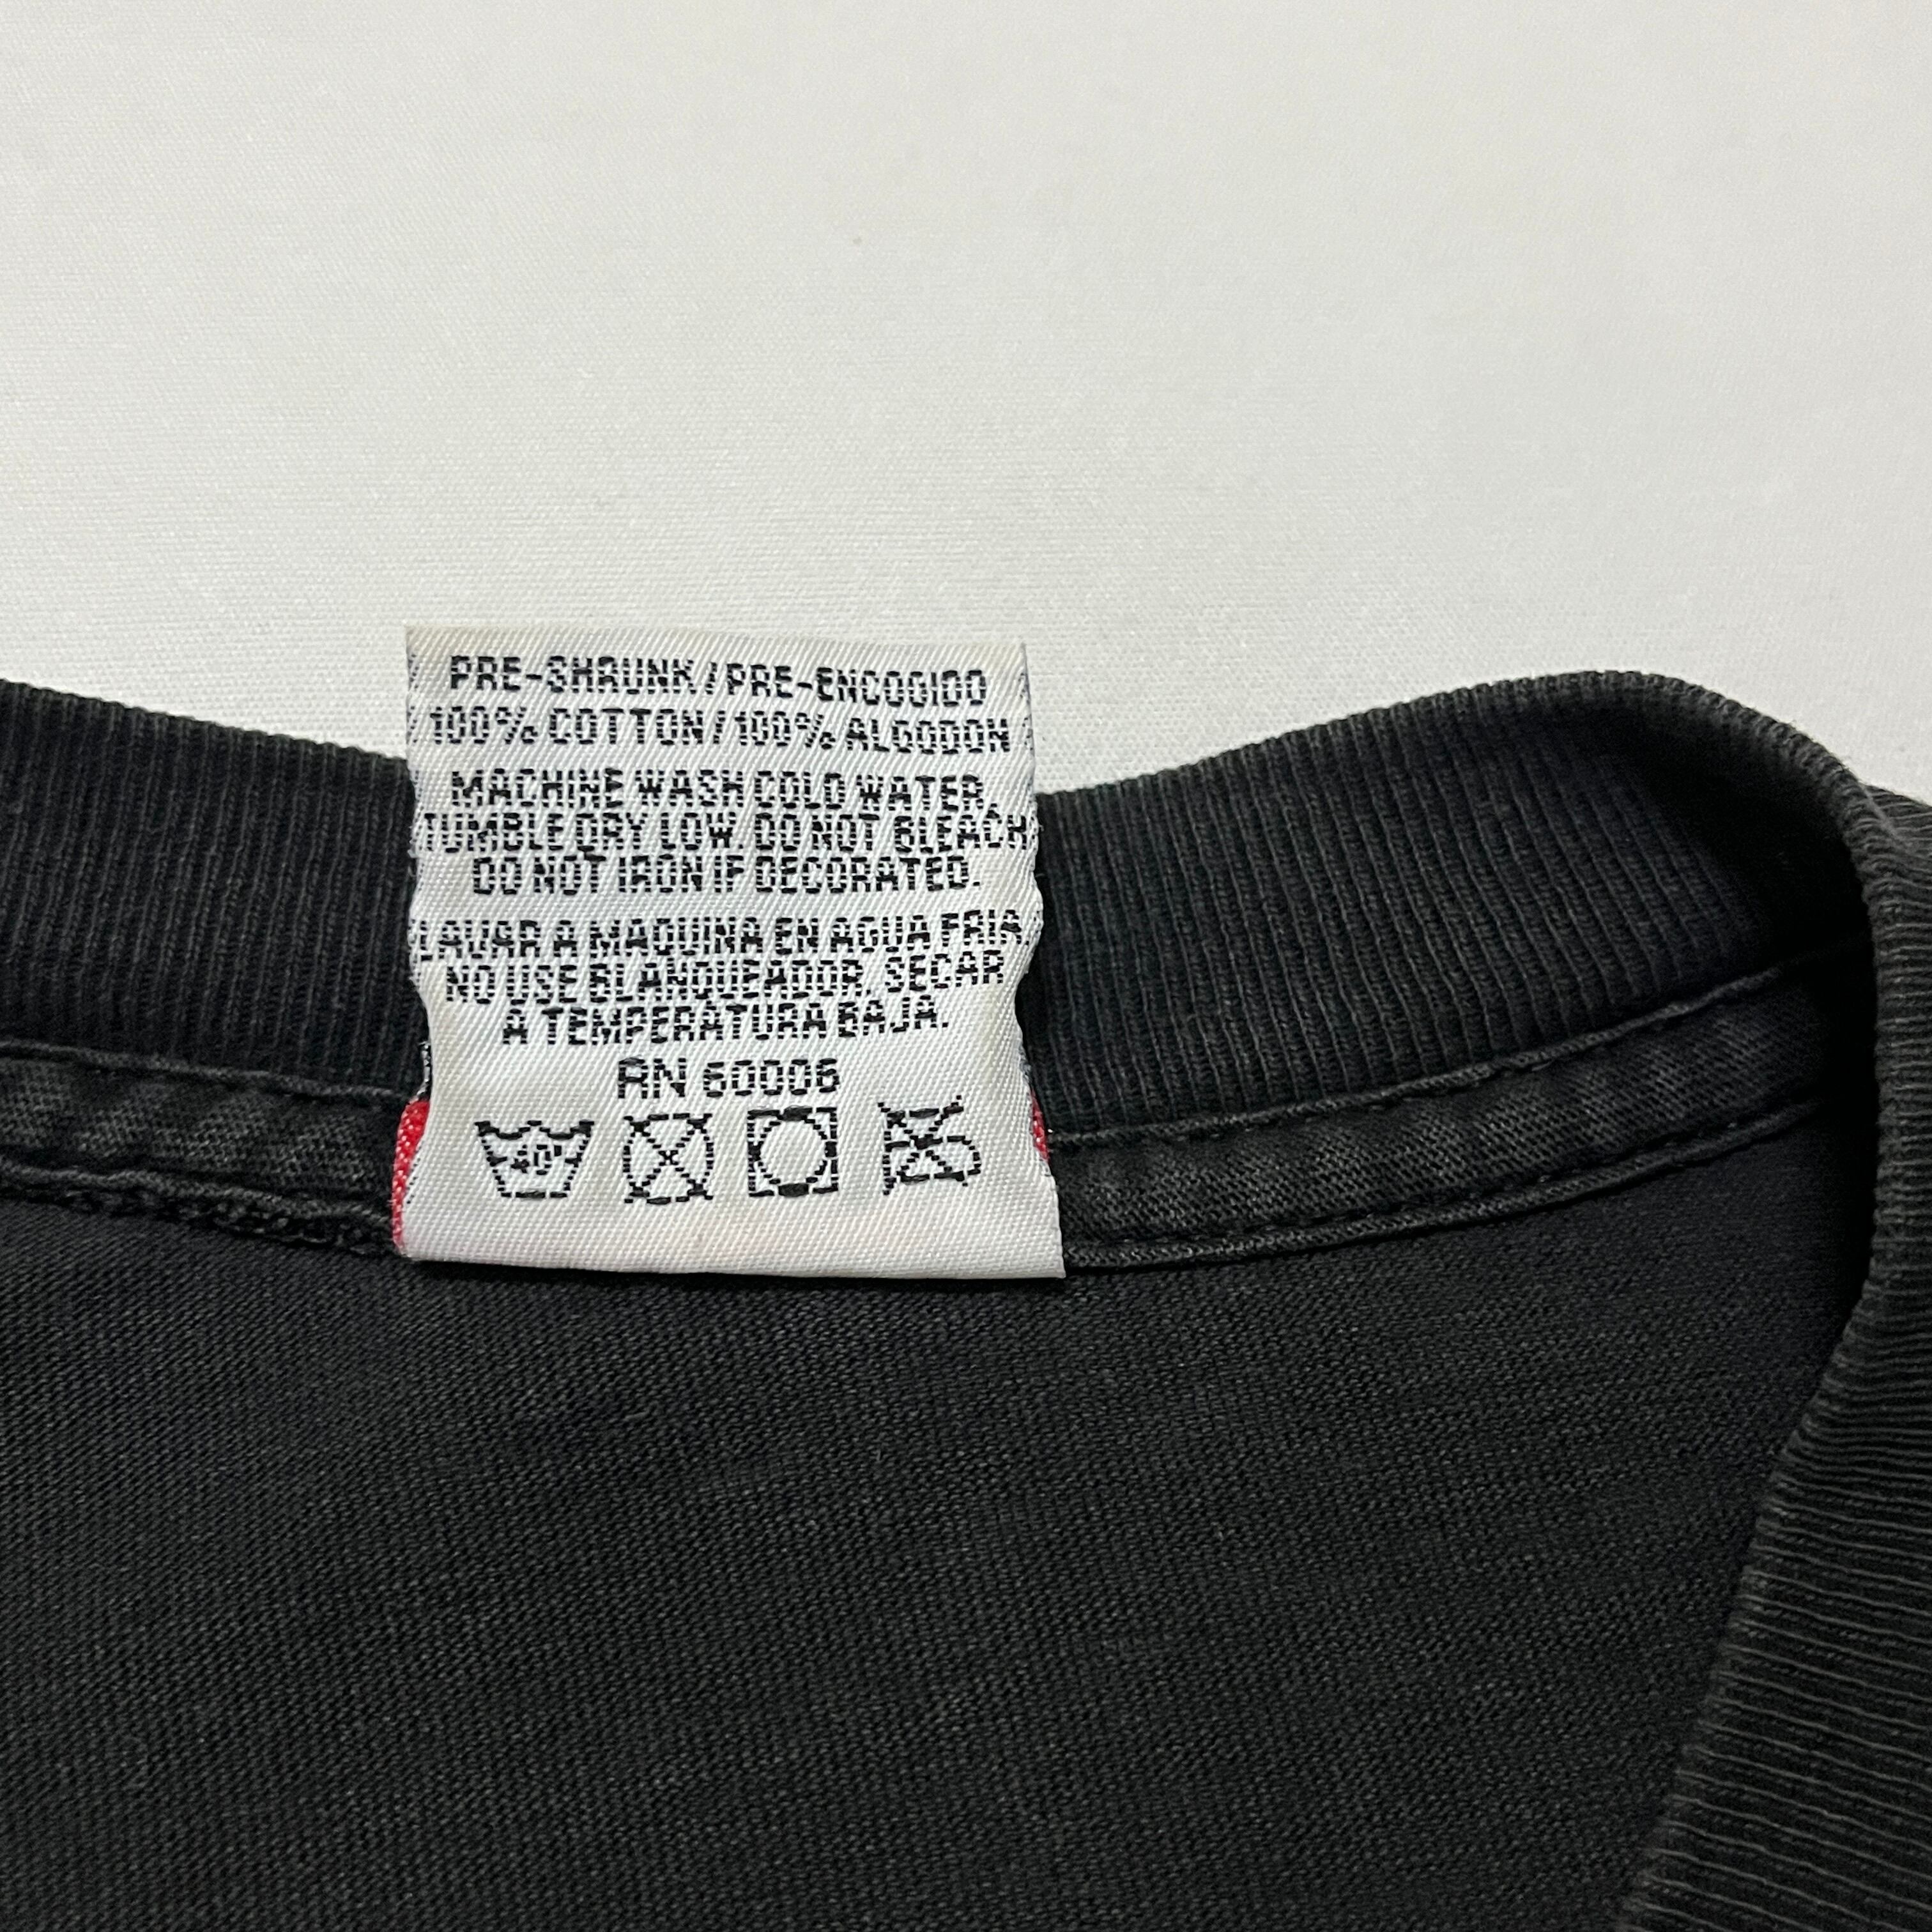 PRE-SHRUNK / PRE-ENCOGIDO
100% COTTON / 100% ALGODON
MACHINE WASH COLD WATER,
TUMBLE DRY LOW. DO NOT BLEACH
DO NOT IRON IF DECORATED.
LAVAR A MAQUINA EN AGUA FRIA.
NO USE BLANQUEADOR. SECAR
A TEMPERATURA BAJA.
RN 60006
40°